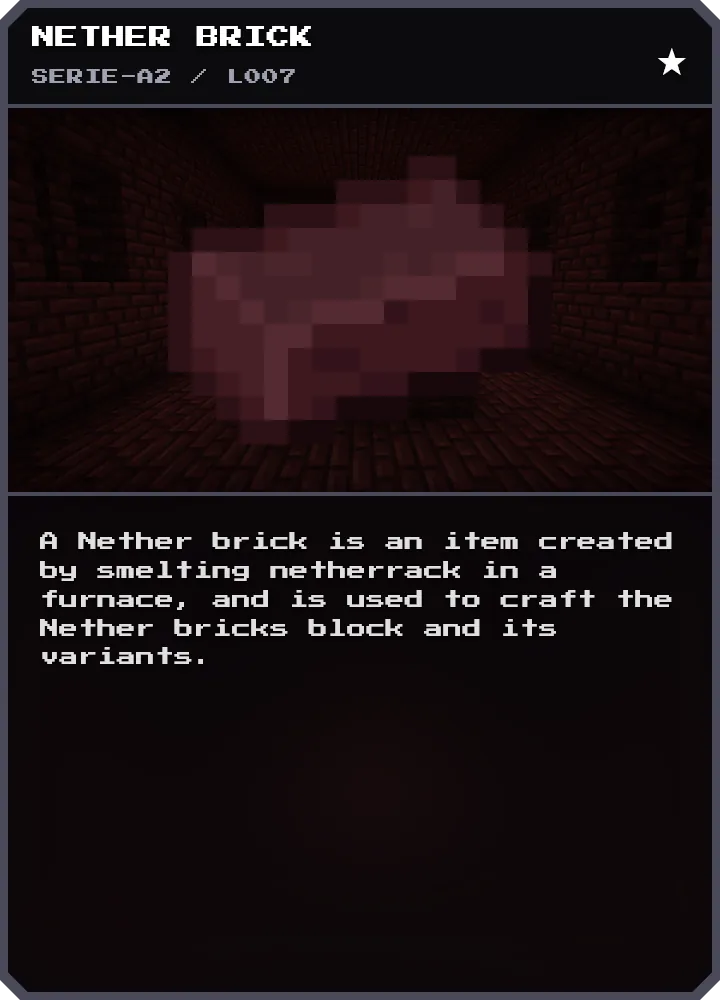 NETHER BRICK
SERIE-A2 / L007
A Nether brick is an item created
by smelting netherrack in a
furnace, and is used to craft the
Nether bricks block and its
variants.